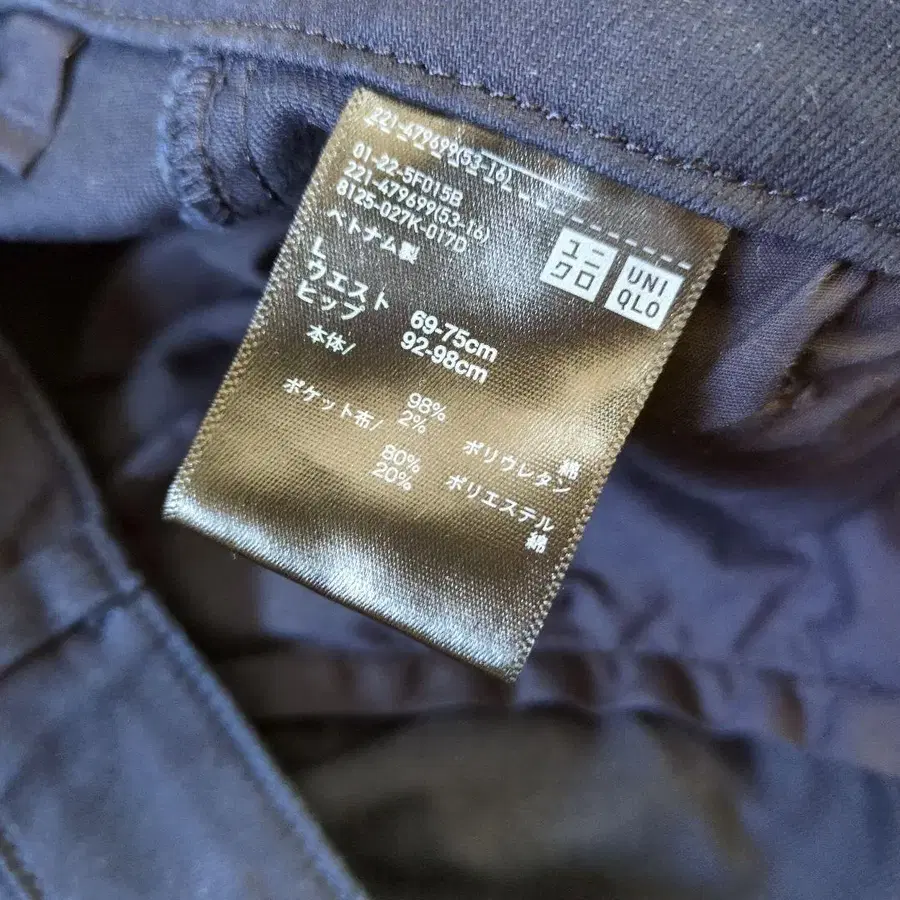 221-479699(53-16)
01-22-5F015B
221-479699(53-16)
8125-027K-017D
ベトナム製
ユニ
クロ
UNI
QLO
L
ウエスト 69-75cm
ヒップ 92-98cm
本体/
98% 綿
2% ポリウレタン
ポケット布/
80% ポリエステル
20% 綿